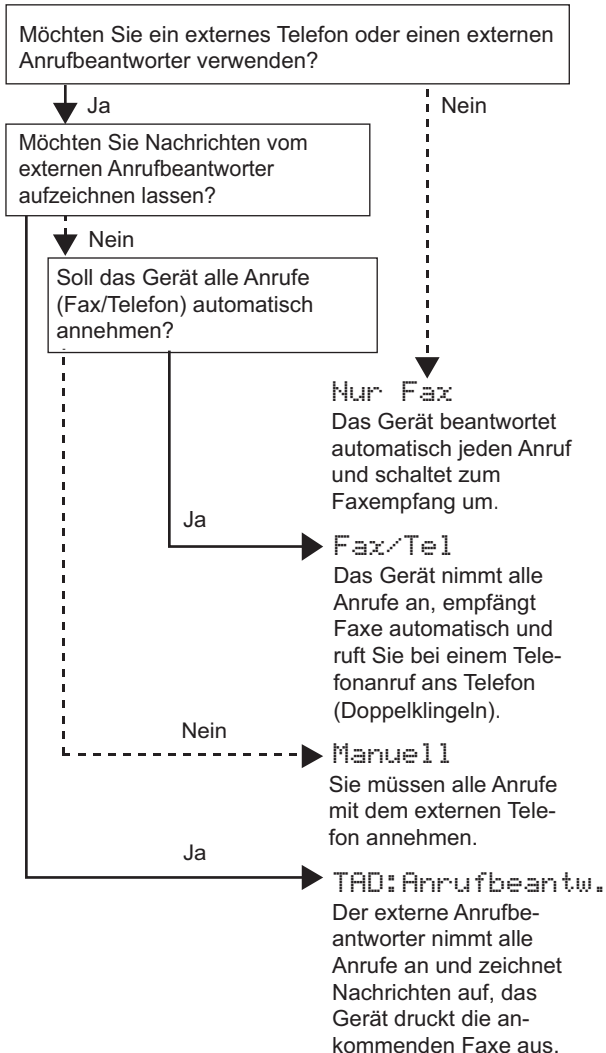 Möchten Sie ein externes Telefon oder einen externen
Anrufbeantworter verwenden?
Ja
Nein
Möchten Sie Nachrichten vom
externen Anrufbeantworter
aufzeichnen lassen?
Nein
Soll das Gerät alle Anrufe
(Fax/Telefon) automatisch
annehmen?
Nur Fax
Das Gerät beantwortet
automatisch jeden Anruf
und schaltet zum
Faxempfang um.
Ja
Fax/Tel
Das Gerät nimmt alle
Anrufe an, empfängt
Faxe automatisch und
ruft Sie bei einem Tele-
fonanruf ans Telefon
(Doppelklingeln).
Nein
Manuell
Sie müssen alle Anrufe
mit dem externen Tele-
fon annehmen.
Ja
TAD:Anrufbeantw.
Der externe Anrufbe-
antworter nimmt alle
Anrufe an und zeichnet
Nachrichten auf, das
Gerät druckt die an-
kommenden Faxe aus.